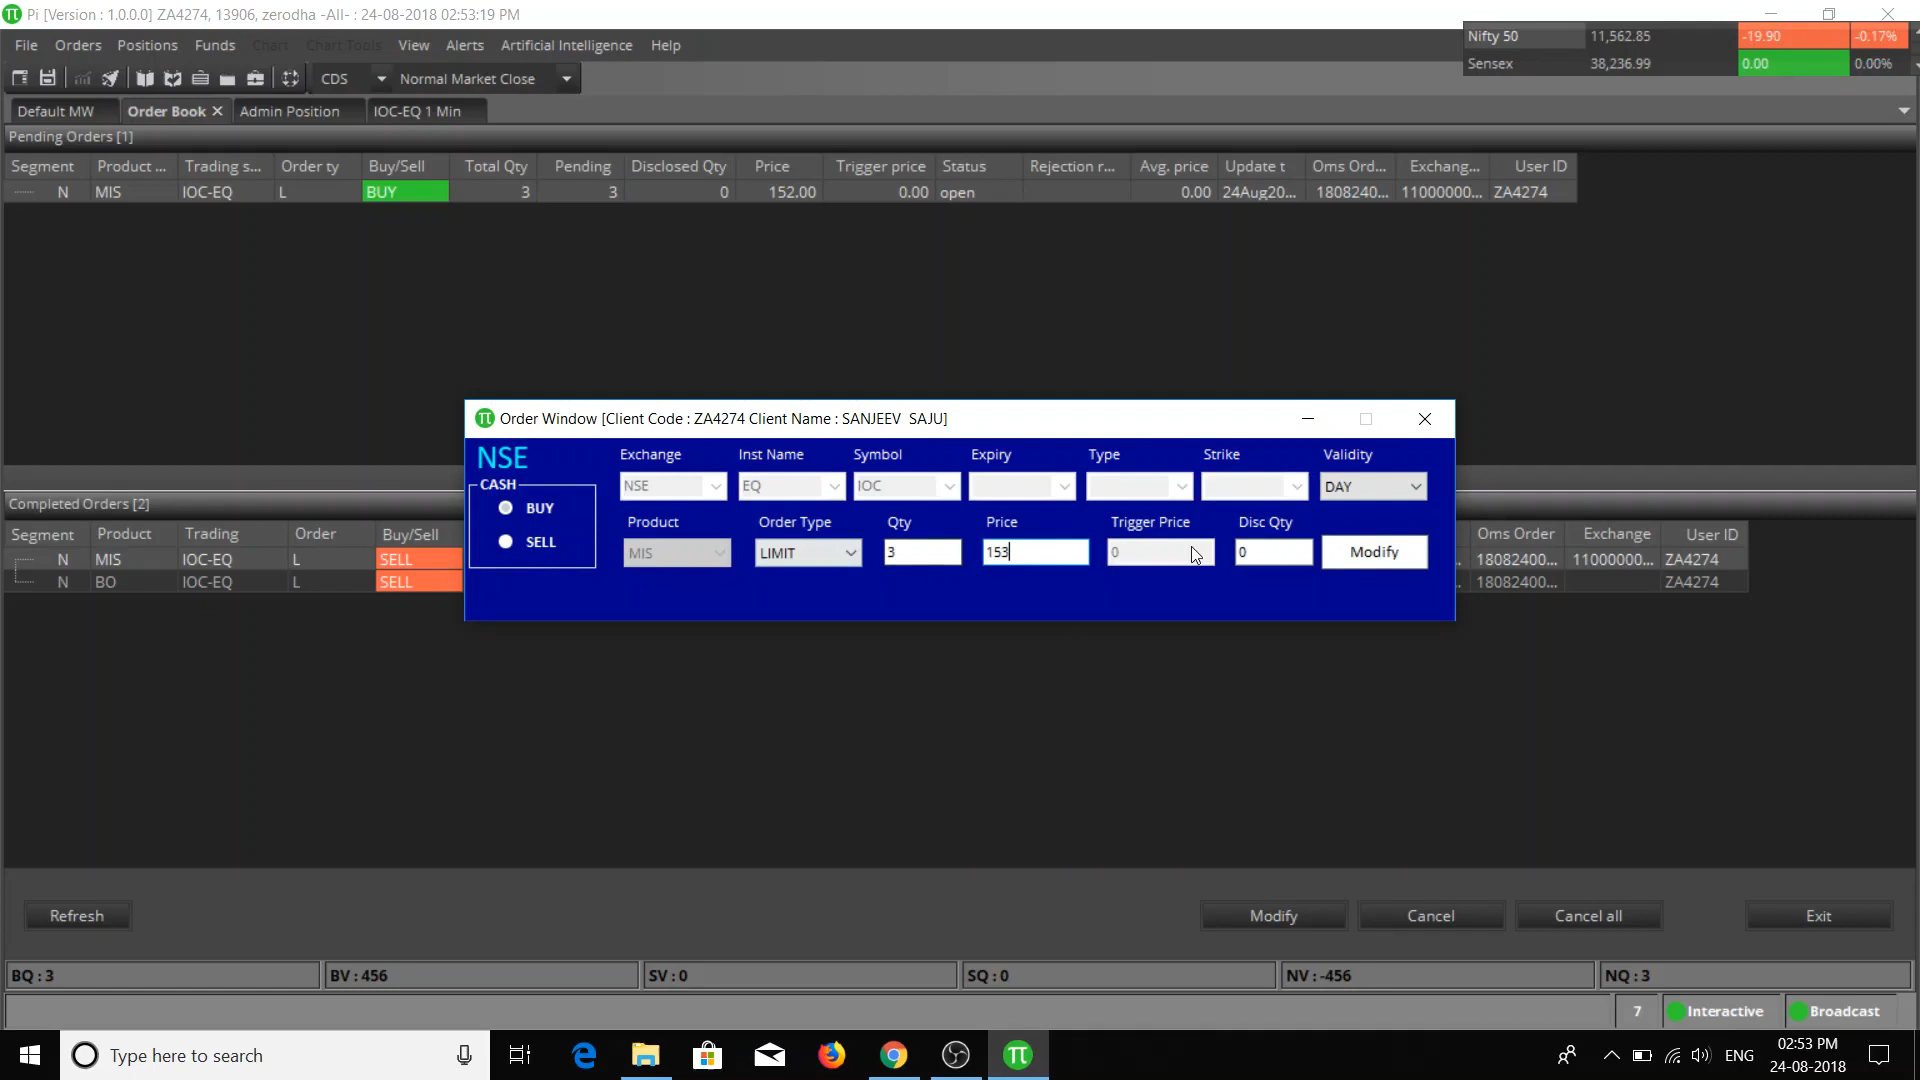 Pi [Version : 1.0.0.0] ZA4274, 13906, zerodha -All- : 24-08-2018 02:53:19 PM
File Orders Positions Funds Chart Chart Tools View Alerts Artificial Intelligence Help
Nifty 50 11,562.85 -19.90 -0.17%
Sensex 38,236.99 0.00 0.00%
CDS Normal Market Close
Default MW Order Book Admin Position IOC-EQ 1 Min
Pending Orders [1]
Segment Product ... Trading s... Order ty Buy/Sell Total Qty Pending Disclosed Qty Price Trigger price Status Rejection r... Avg. price Update t Oms Ord... Exchang... User ID
N MIS IOC-EQ L BUY 3 3 0 152.00 0.00 open 0.00 24Aug20... 1808240... 11000000... ZA4274
Order Window [Client Code : ZA4274 Client Name : SANJEEV SAJU]
NSE
Exchange Inst Name Symbol Expiry Type Strike Validity
CASH
NSE EQ IOC DAY
BUY
SELL
Product Order Type Qty Price Trigger Price Disc Qty
MIS LIMIT 3 153 0 0 Modify
Completed Orders [2]
Segment Product Trading Order Buy/Sell Oms Order Exchange User ID
N MIS IOC-EQ L SELL 18082400... 11000000... ZA4274
N BO IOC-EQ L SELL 18082400... ZA4274
Refresh Modify Cancel Cancel all Exit
BQ : 3 BV : 456 SV : 0 SQ : 0 NV : -456 NQ : 3
7 Interactive Broadcast
Type here to search
ENG
02:53 PM
24-08-2018